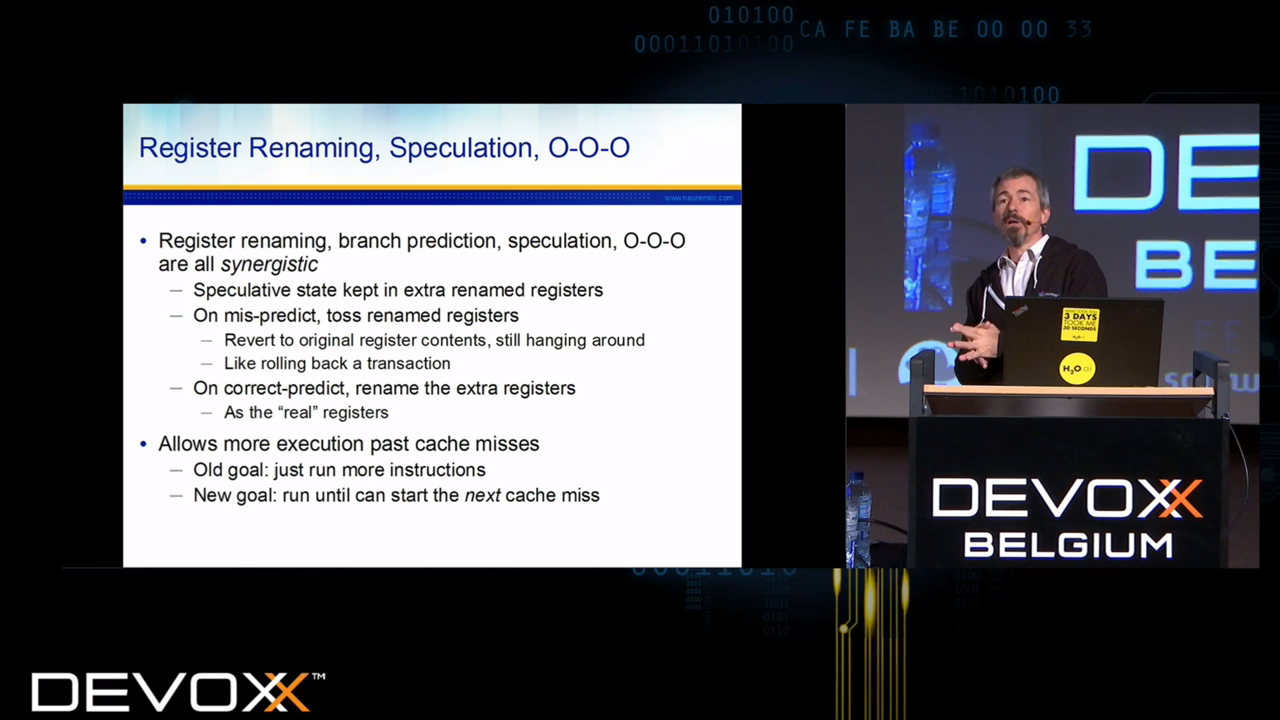 010100
00011010100
CA FE BA BE 00 00 33
11010100
Register Renaming, Speculation, O-O-O
www.neurensic.com
• Register renaming, branch prediction, speculation, O-O-O
are all synergistic
– Speculative state kept in extra renamed registers
– On mis-predict, toss renamed registers
– Revert to original register contents, still hanging around
– Like rolling back a transaction
– On correct-predict, rename the extra registers
– As the “real” registers
• Allows more execution past cache misses
– Old goal: just run more instructions
– New goal: run until can start the next cache miss
DE
BE
3 DAYS
TOOK ME
30 SECONDS
H2O.ai
DEVOXX
BELGIUM
DEVOXX™